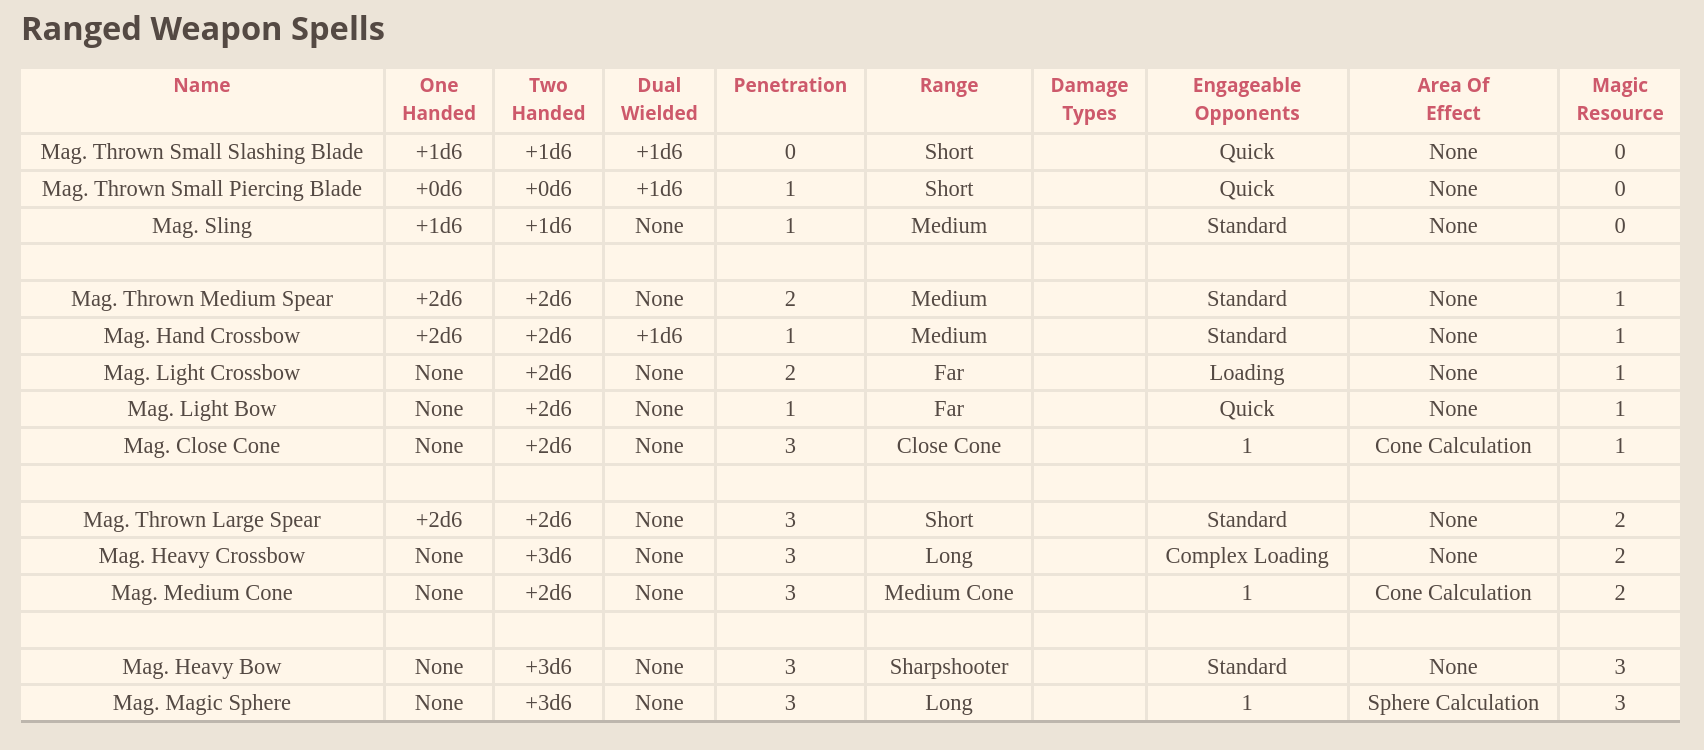 Ranged Weapon Spells
Name One Handed Two Handed Dual Wielded Penetration Range Damage Types Engageable Opponents Area Of Effect Magic Resource
Mag. Thrown Small Slashing Blade +1d6 +1d6 +1d6 0 Short Quick None 0
Mag. Thrown Small Piercing Blade +0d6 +0d6 +1d6 1 Short Quick None 0
Mag. Sling +1d6 +1d6 None 1 Medium Standard None 0
Mag. Thrown Medium Spear +2d6 +2d6 None 2 Medium Standard None 1
Mag. Hand Crossbow +2d6 +2d6 +1d6 1 Medium Standard None 1
Mag. Light Crossbow None +2d6 None 2 Far Loading None 1
Mag. Light Bow None +2d6 None 1 Far Quick None 1
Mag. Close Cone None +2d6 None 3 Close Cone 1 Cone Calculation 1
Mag. Thrown Large Spear +2d6 +2d6 None 3 Short Standard None 2
Mag. Heavy Crossbow None +3d6 None 3 Long Complex Loading None 2
Mag. Medium Cone None +2d6 None 3 Medium Cone 1 Cone Calculation 2
Mag. Heavy Bow None +3d6 None 3 Sharpshooter Standard None 3
Mag. Magic Sphere None +3d6 None 3 Long 1 Sphere Calculation 3